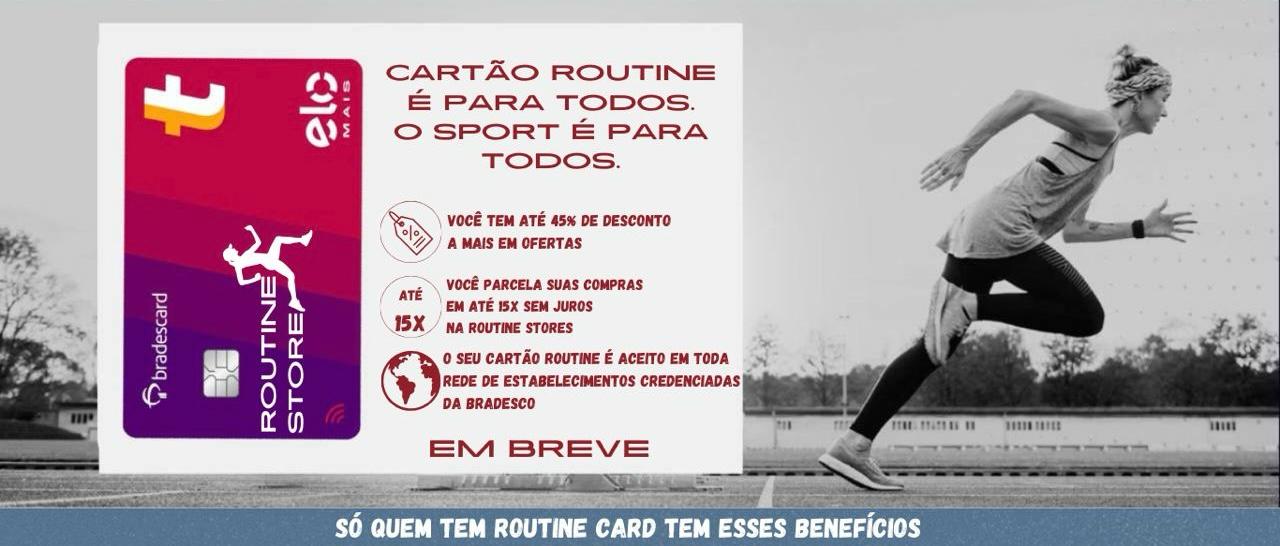 t
elo
MAIS
bradescard
ROUTINE
STORE
CARTÃO ROUTINE
É PARA TODOS.
O SPORT É PARA
TODOS.
%
VOCÊ TEM ATÉ 45% DE DESCONTO
A MAIS EM OFERTAS
ATÉ
15X
VOCÊ PARCELA SUAS COMPRAS
EM ATÉ 15X SEM JUROS
NA ROUTINE STORES
O SEU CARTÃO ROUTINE É ACEITO EM TODA
REDE DE ESTABELECIMENTOS CREDENCIADAS
DA BRADESCO
EM BREVE
SÓ QUEM TEM ROUTINE CARD TEM ESSES BENEFÍCIOS